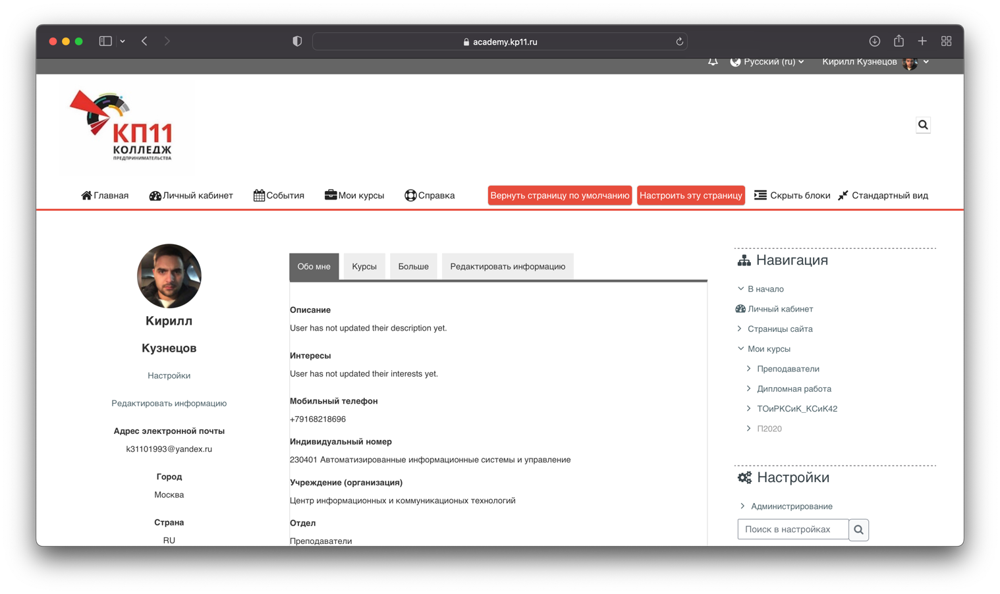 academy.kp11.ru
Русский (ru)
Кирилл Кузнецов
КП11
КОЛЛЕДЖ
ПРЕДПРИНИМАТЕЛЬСТВА
Главная
Личный кабинет
События
Мои курсы
Справка
Вернуть страницу по умолчанию
Настроить эту страницу
Скрыть блоки
Стандартный вид
Кирилл
Кузнецов
Настройки
Редактировать информацию
Адрес электронной почты
k31101993@yandex.ru
Город
Москва
Страна
RU
Обо мне
Курсы
Больше
Редактировать информацию
Описание
User has not updated their description yet.
Интересы
User has not updated their interests yet.
Мобильный телефон
+79168218696
Индивидуальный номер
230401 Автоматизированные информационные системы и управление
Учреждение (организация)
Центр информационных и коммуникационых технологий
Отдел
Преподаватели
Навигация
В начало
Личный кабинет
Страницы сайта
Мои курсы
Преподаватели
Дипломная работа
ТОиРКСиК_КСиК42
П2020
Настройки
Администрирование
Поиск в настройках